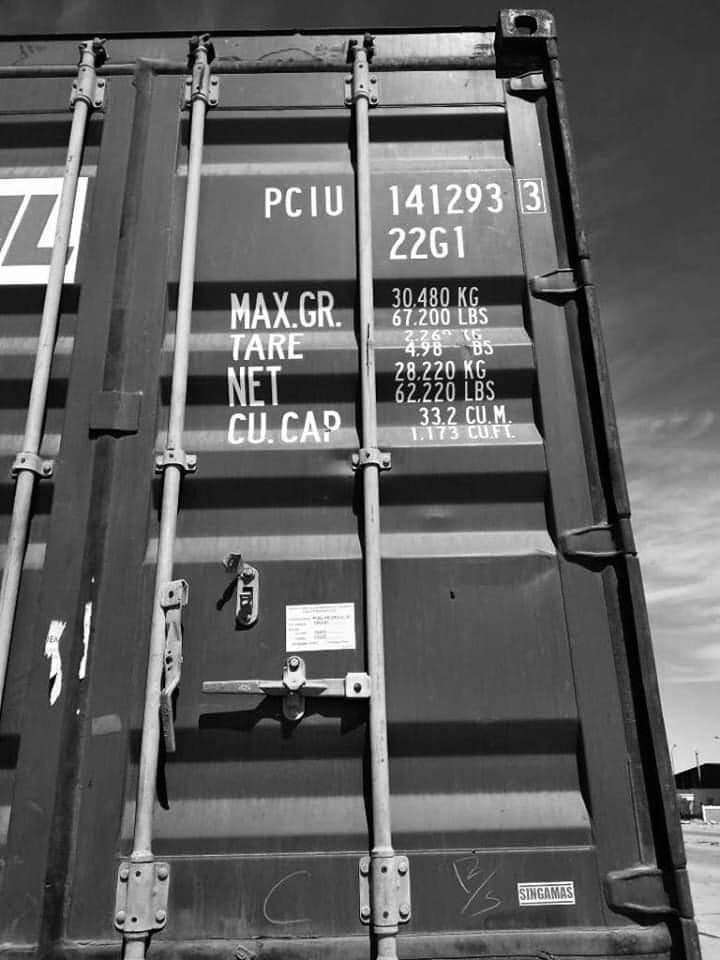 PCIU 141293 3
22G1
MAX.GR. 30.480 KG
67.200 LBS
TARE
NET 28.220 KG
62.220 LBS
CU. CAP 33.2 CU.M.
1.173 CU.FT.
SINGAMAS